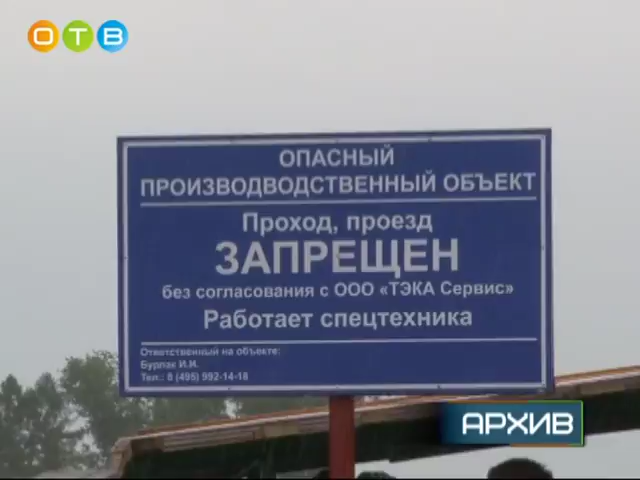 ОТВ
ОПАСНЫЙ
ПРОИЗВОДВОДСТВЕННЫЙ ОБЪЕКТ
Проход, проезд
ЗАПРЕЩЕН
без согласования с ООО «ТЭКА Сервис»
Работает спецтехника
Ответственный на объекте:
Бурлак И.И.
Тел.: 8 (495) 992-14-18
АРХИВ